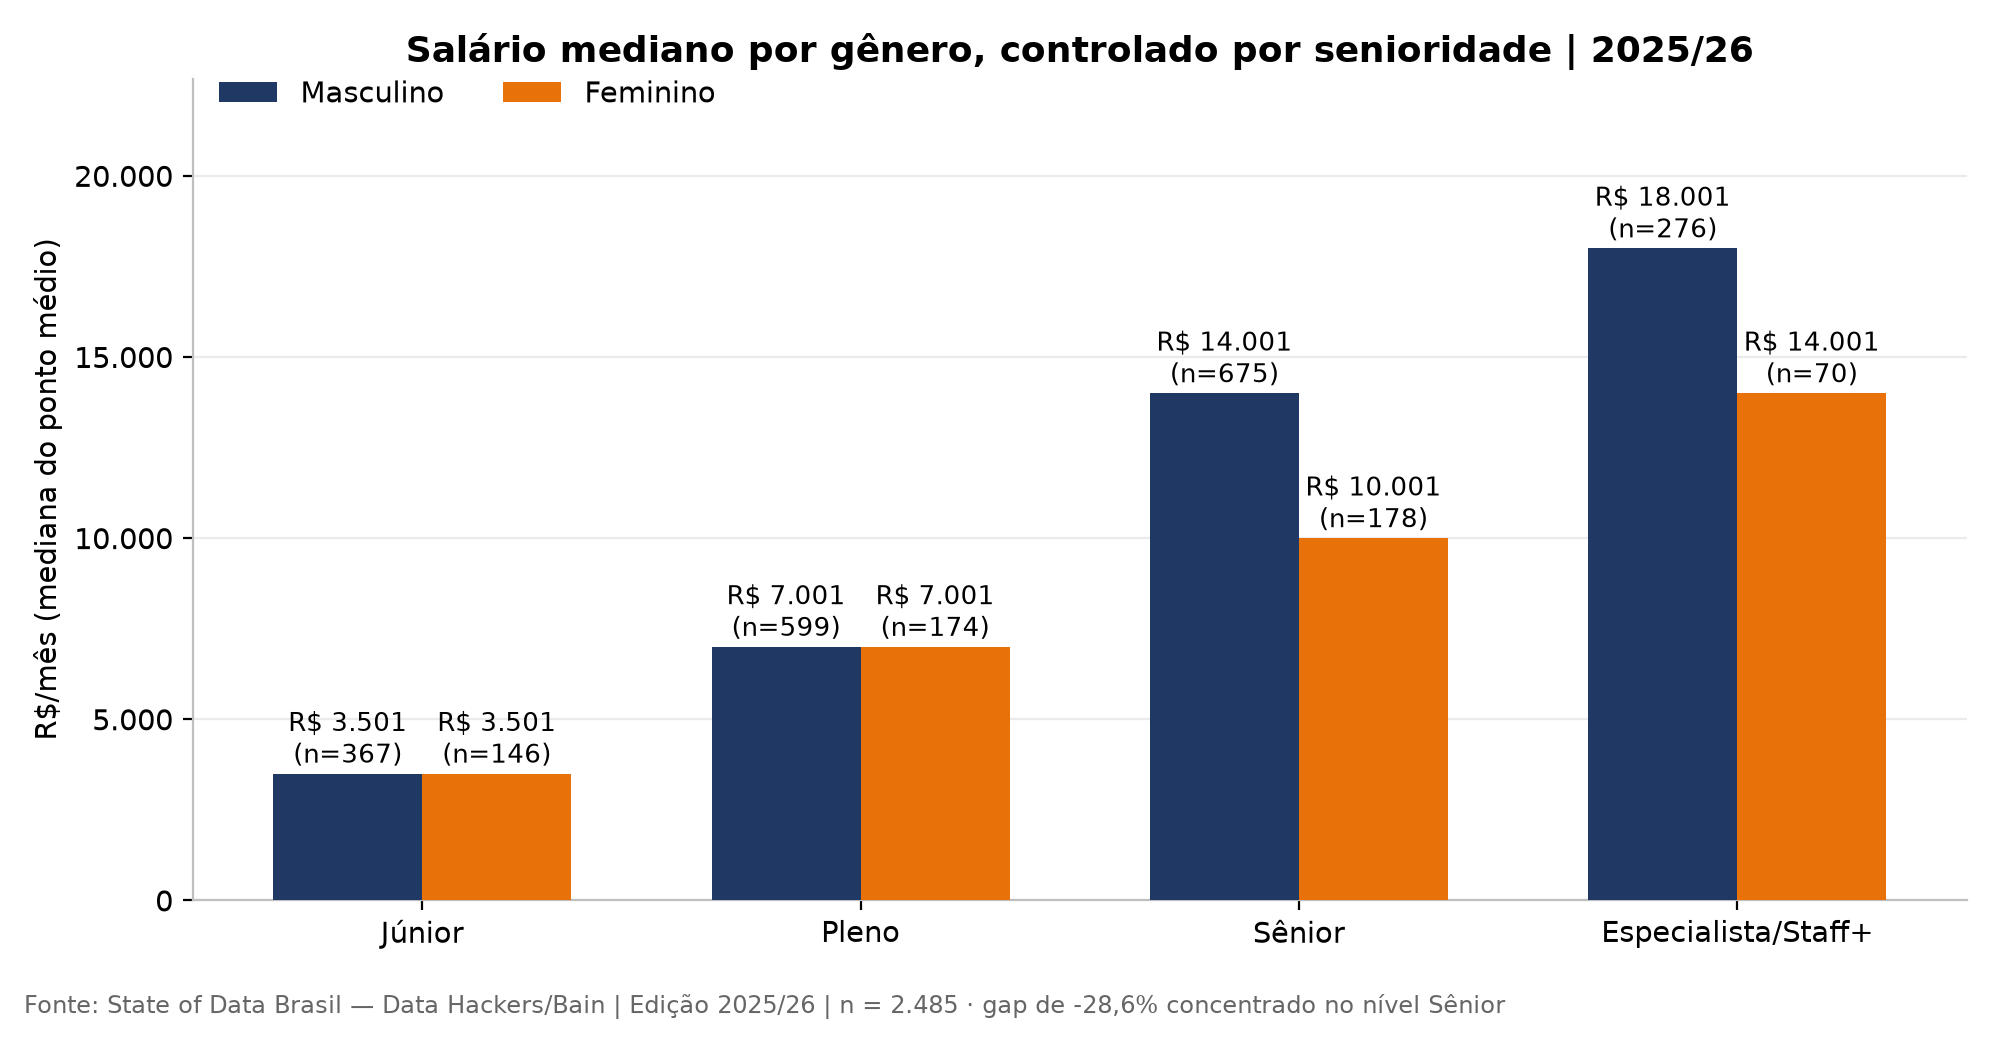 Salário mediano por gênero, controlado por senioridade | 2025/26
Masculino
Feminino
R$/mês (mediana do ponto médio)
20.000
15.000
10.000
5.000
0
R$ 3.501
(n=367)
R$ 3.501
(n=146)
R$ 7.001
(n=599)
R$ 7.001
(n=174)
R$ 14.001
(n=675)
R$ 10.001
(n=178)
R$ 18.001
(n=276)
R$ 14.001
(n=70)
Júnior
Pleno
Sênior
Especialista/Staff+
Fonte: State of Data Brasil — Data Hackers/Bain | Edição 2025/26 | n = 2.485 · gap de -28,6% concentrado no nível Sênior